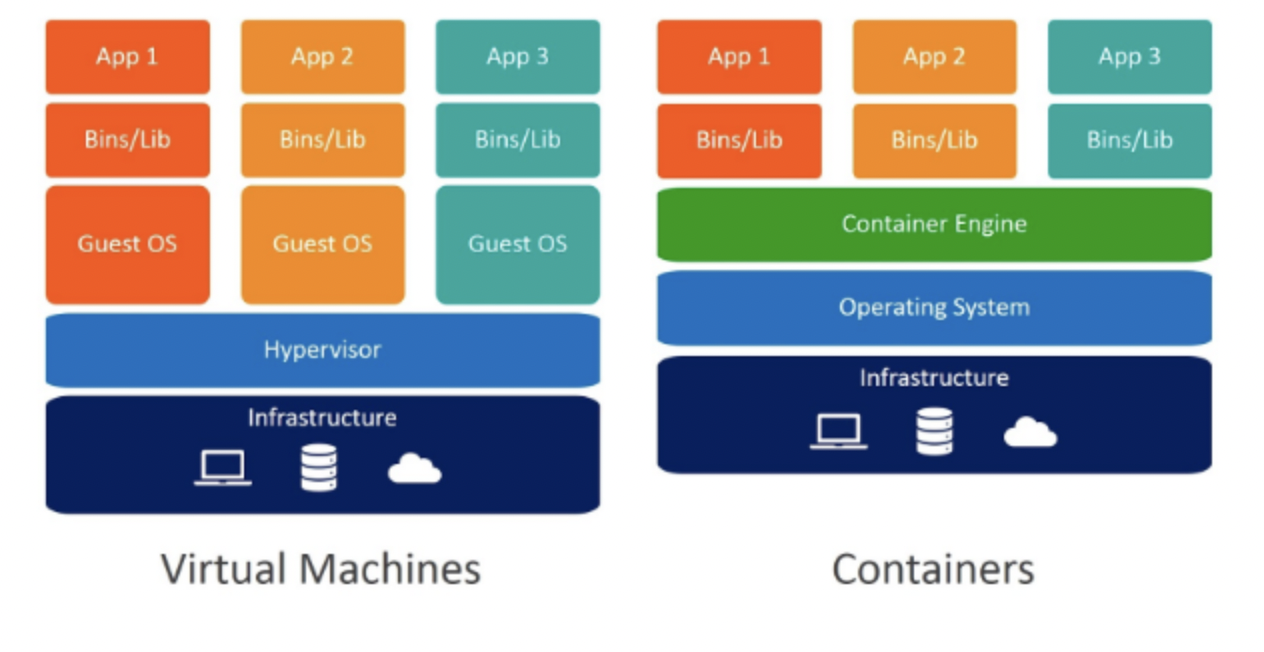 App 1
App 2
App 3
Bins/Lib
Bins/Lib
Bins/Lib
Guest OS
Guest OS
Guest OS
Hypervisor
Infrastructure
Virtual Machines
App 1
App 2
App 3
Bins/Lib
Bins/Lib
Bins/Lib
Container Engine
Operating System
Infrastructure
Containers